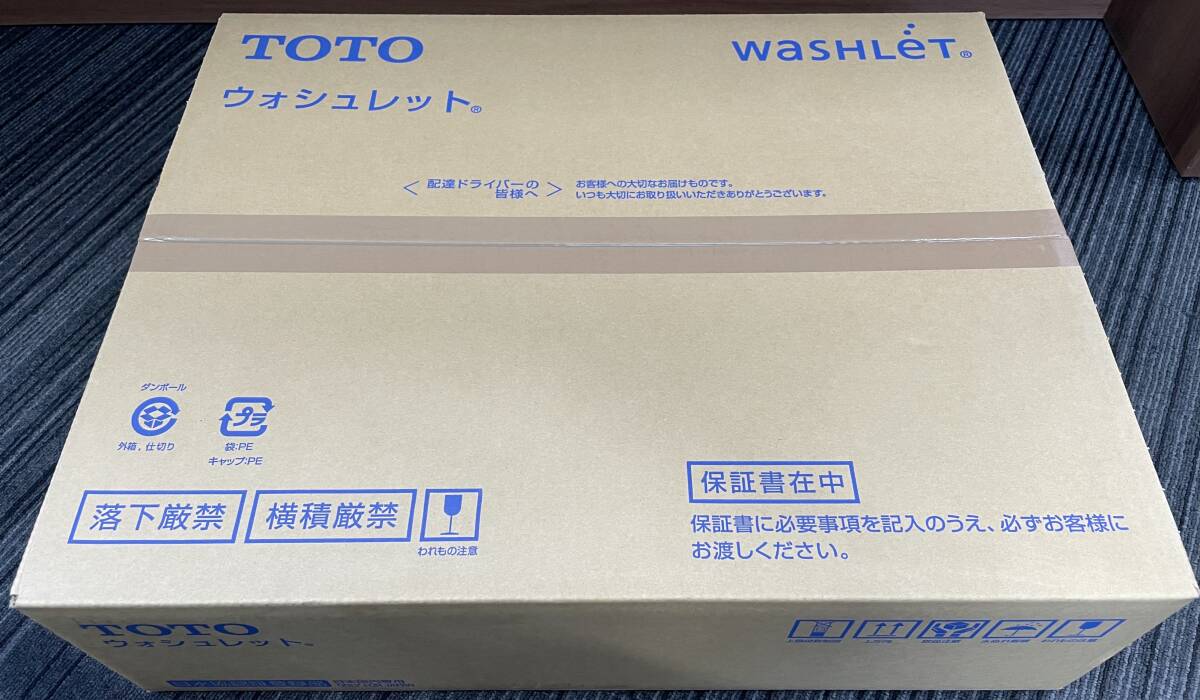 TOTO
WASHLET®
ウォシュレット®
< 配達ドライバーの
皆様へ >
お客様への大切なお届けものです。
いつも大切にお取り扱いいただきありがとうございます。
ダンボール
外箱, 仕切り
プラ
袋:PE
キャップ:PE
落下厳禁
横積厳禁
われもの注意
保証書在中
保証書に必要事項を記入のうえ、必ずお客様に
お渡しください。
TOTO
ウォシュレット®